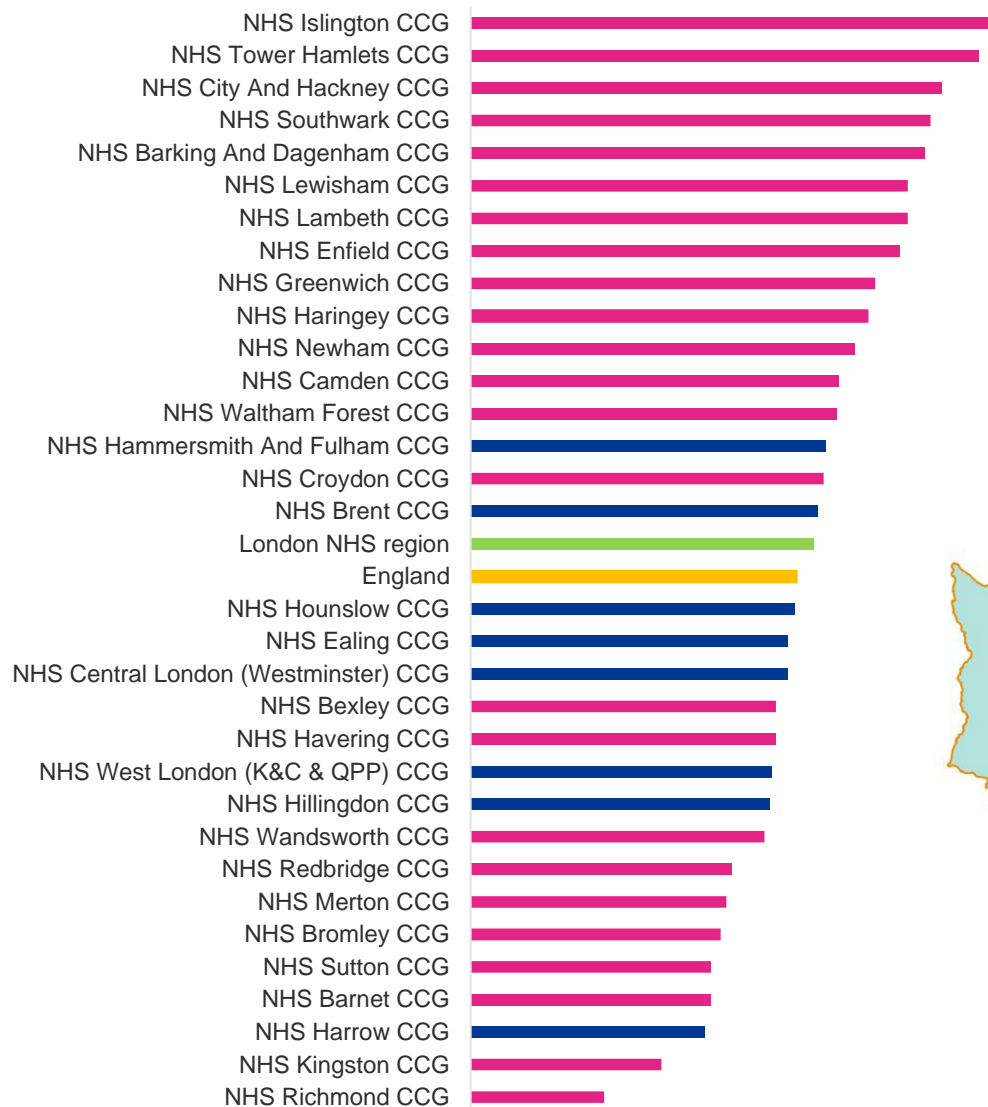 NHS Islington CCG
NHS Tower Hamlets CCG
NHS City And Hackney CCG
NHS Southwark CCG
NHS Barking And Dagenham CCG
NHS Lewisham CCG
NHS Lambeth CCG
NHS Enfield CCG
NHS Greenwich CCG
NHS Haringey CCG
NHS Newham CCG
NHS Camden CCG
NHS Waltham Forest CCG
NHS Hammersmith And Fulham CCG
NHS Croydon CCG
NHS Brent CCG
London NHS region
England
NHS Hounslow CCG
NHS Ealing CCG
NHS Central London (Westminster) CCG
NHS Bexley CCG
NHS Havering CCG
NHS West London (K&C & QPP) CCG
NHS Hillingdon CCG
NHS Wandsworth CCG
NHS Redbridge CCG
NHS Merton CCG
NHS Bromley CCG
NHS Sutton CCG
NHS Barnet CCG
NHS Harrow CCG
NHS Kingston CCG
NHS Richmond CCG